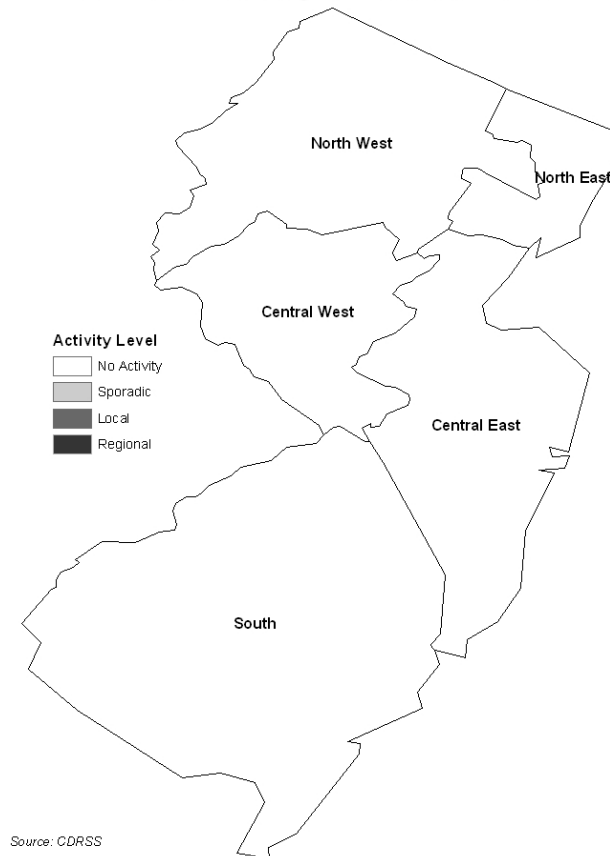 North West
North East
Central West
Activity Level
No Activity
Sporadic
Local
Regional
Central East
South
Source: CDRSS